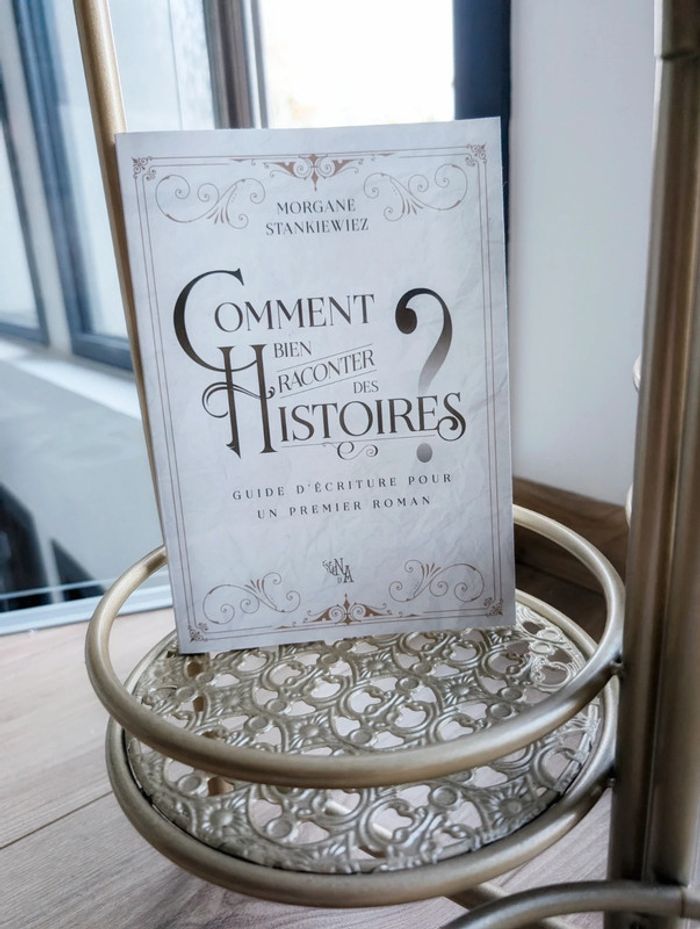 MORGANE
STANKIEWIEZ
COMMENT
BIEN
RACONTER
DES
HISTOIRES ?
GUIDE D'ÉCRITURE POUR
UN PREMIER ROMAN